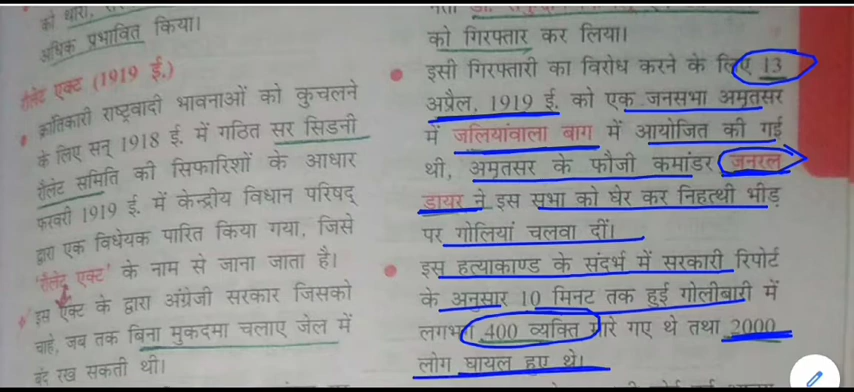 अधिक प्रभावित किया।
रौलेट एक्ट (1919 ई.)
क्रांतिकारी राष्ट्रवादी भावनाओं को कुचलने
के लिए सन् 1918 ई. में गठित सर सिडनी
रौलेट समिति की सिफारिशों के आधार
फरवरी 1919 ई. में केन्द्रीय विधान परिषद्
द्वारा एक विधेयक पारित किया गया, जिसे
'रौलेट एक्ट' के नाम से जाना जाता है।
इस एक्ट के द्वारा अंग्रेजी सरकार जिसको
चाहे, जब तक बिना मुकदमा चलाए जेल में
बंद रख सकती थी।
को गिरफ्तार कर लिया।
इसी गिरफ्तारी का विरोध करने के लिए 13
अप्रैल, 1919 ई. को एक जनसभा अमृतसर
में जलियांवाला बाग में आयोजित की गई
थी, अमृतसर के फौजी कमांडर जनरल
डायर ने इस सभा को घेर कर निहत्थी भीड़
पर गोलियां चलवा दीं।
इस हत्याकाण्ड के संदर्भ में सरकारी रिपोर्ट
के अनुसार 10 मिनट तक हुई गोलीबारी में
लगभग 400 व्यक्ति मारे गए थे तथा 2000
लोग घायल हुए थे।